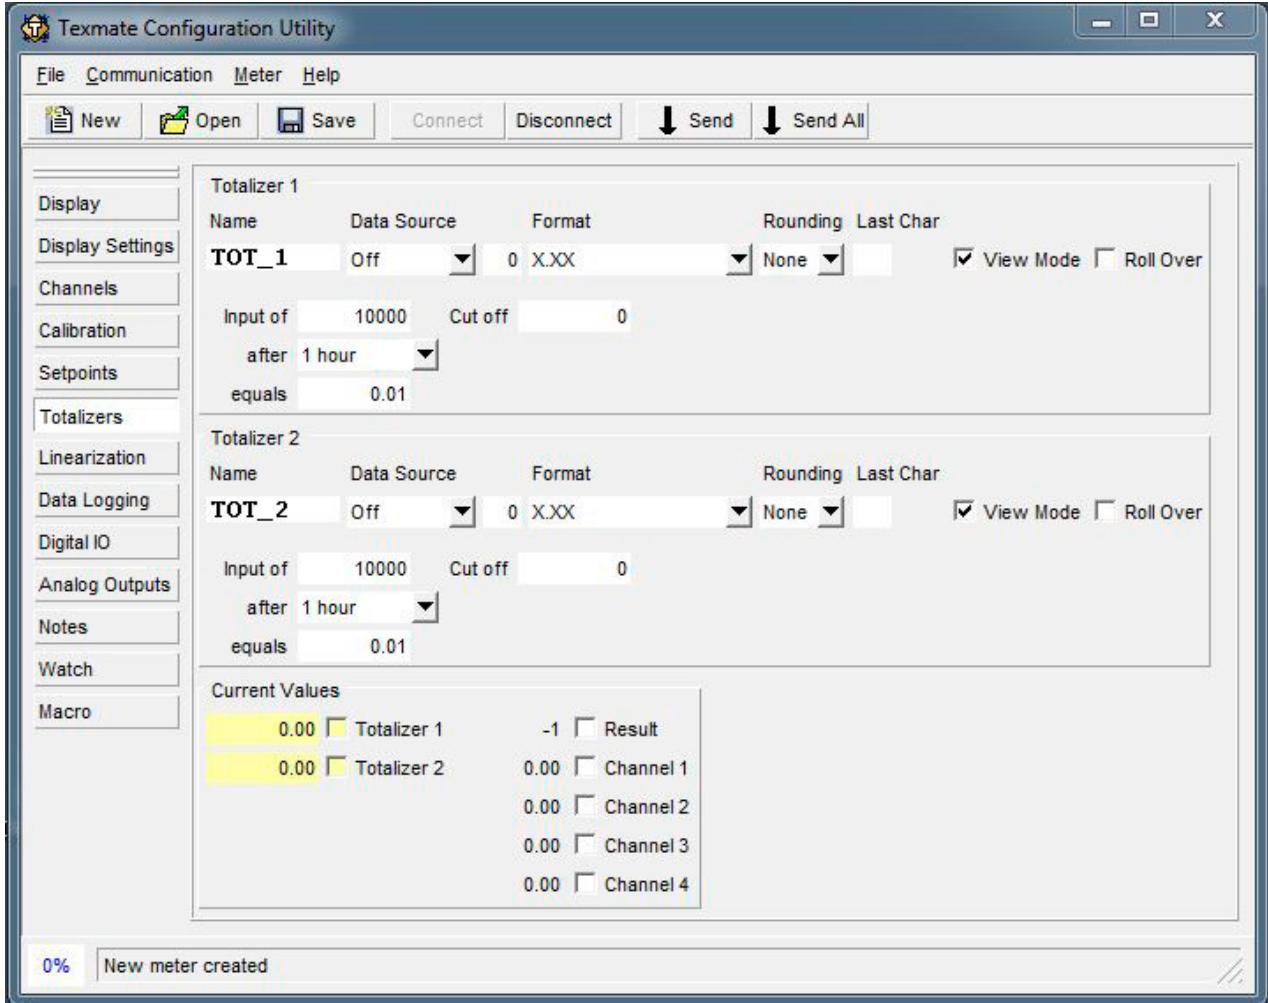 Texmate Configuration Utility
File Communication Meter Help
New Open Save Connect Disconnect Send Send All
Display
Display Settings
Channels
Calibration
Setpoints
Totalizers
Linearization
Data Logging
Digital IO
Analog Outputs
Notes
Watch
Macro
Totalizer 1
Name Data Source Format Rounding Last Char
TOT_1 Off 0 X.XX None View Mode Roll Over
Input of 10000 Cut off 0
after 1 hour
equals 0.01
Totalizer 2
Name Data Source Format Rounding Last Char
TOT_2 Off 0 X.XX None View Mode Roll Over
Input of 10000 Cut off 0
after 1 hour
equals 0.01
Current Values
0.00 Totalizer 1 -1 Result
0.00 Totalizer 2 0.00 Channel 1
0.00 Channel 2
0.00 Channel 3
0.00 Channel 4
0% New meter created